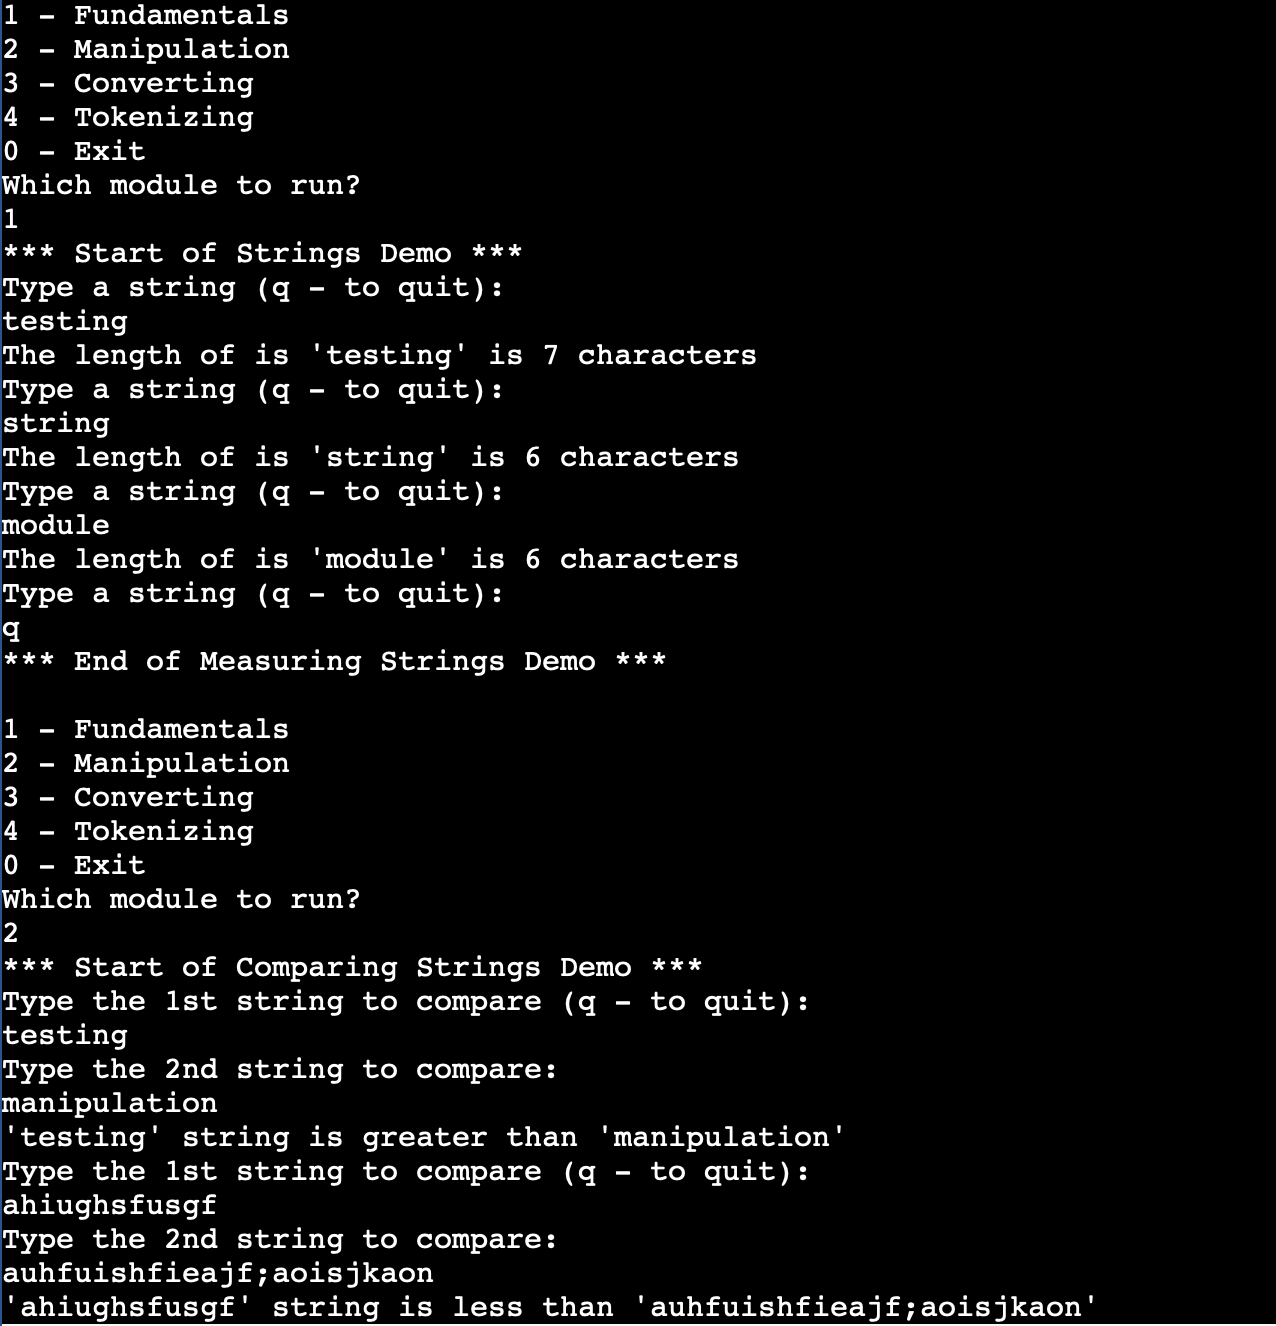 1 - Fundamentals
2 - Manipulation
3 - Converting
4 - Tokenizing
0 - Exit
Which module to run?
1
*** Start of Strings Demo ***
Type a string (q - to quit):
testing
The length of is 'testing' is 7 characters
Type a string (q - to quit):
string
The length of is 'string' is 6 characters
Type a string (q - to quit):
module
The length of is 'module' is 6 characters
Type a string (q - to quit):
q
*** End of Measuring Strings Demo ***

1 - Fundamentals
2 - Manipulation
3 - Converting
4 - Tokenizing
0 - Exit
Which module to run?
2
*** Start of Comparing Strings Demo ***
Type the 1st string to compare (q - to quit):
testing
Type the 2nd string to compare:
manipulation
'testing' string is greater than 'manipulation'
Type the 1st string to compare (q - to quit):
ahiughsfusgf
Type the 2nd string to compare:
auhfuishfieajf;aoisjkaon
'ahiughsfusgf' string is less than 'auhfuishfieajf;aoisjkaon'